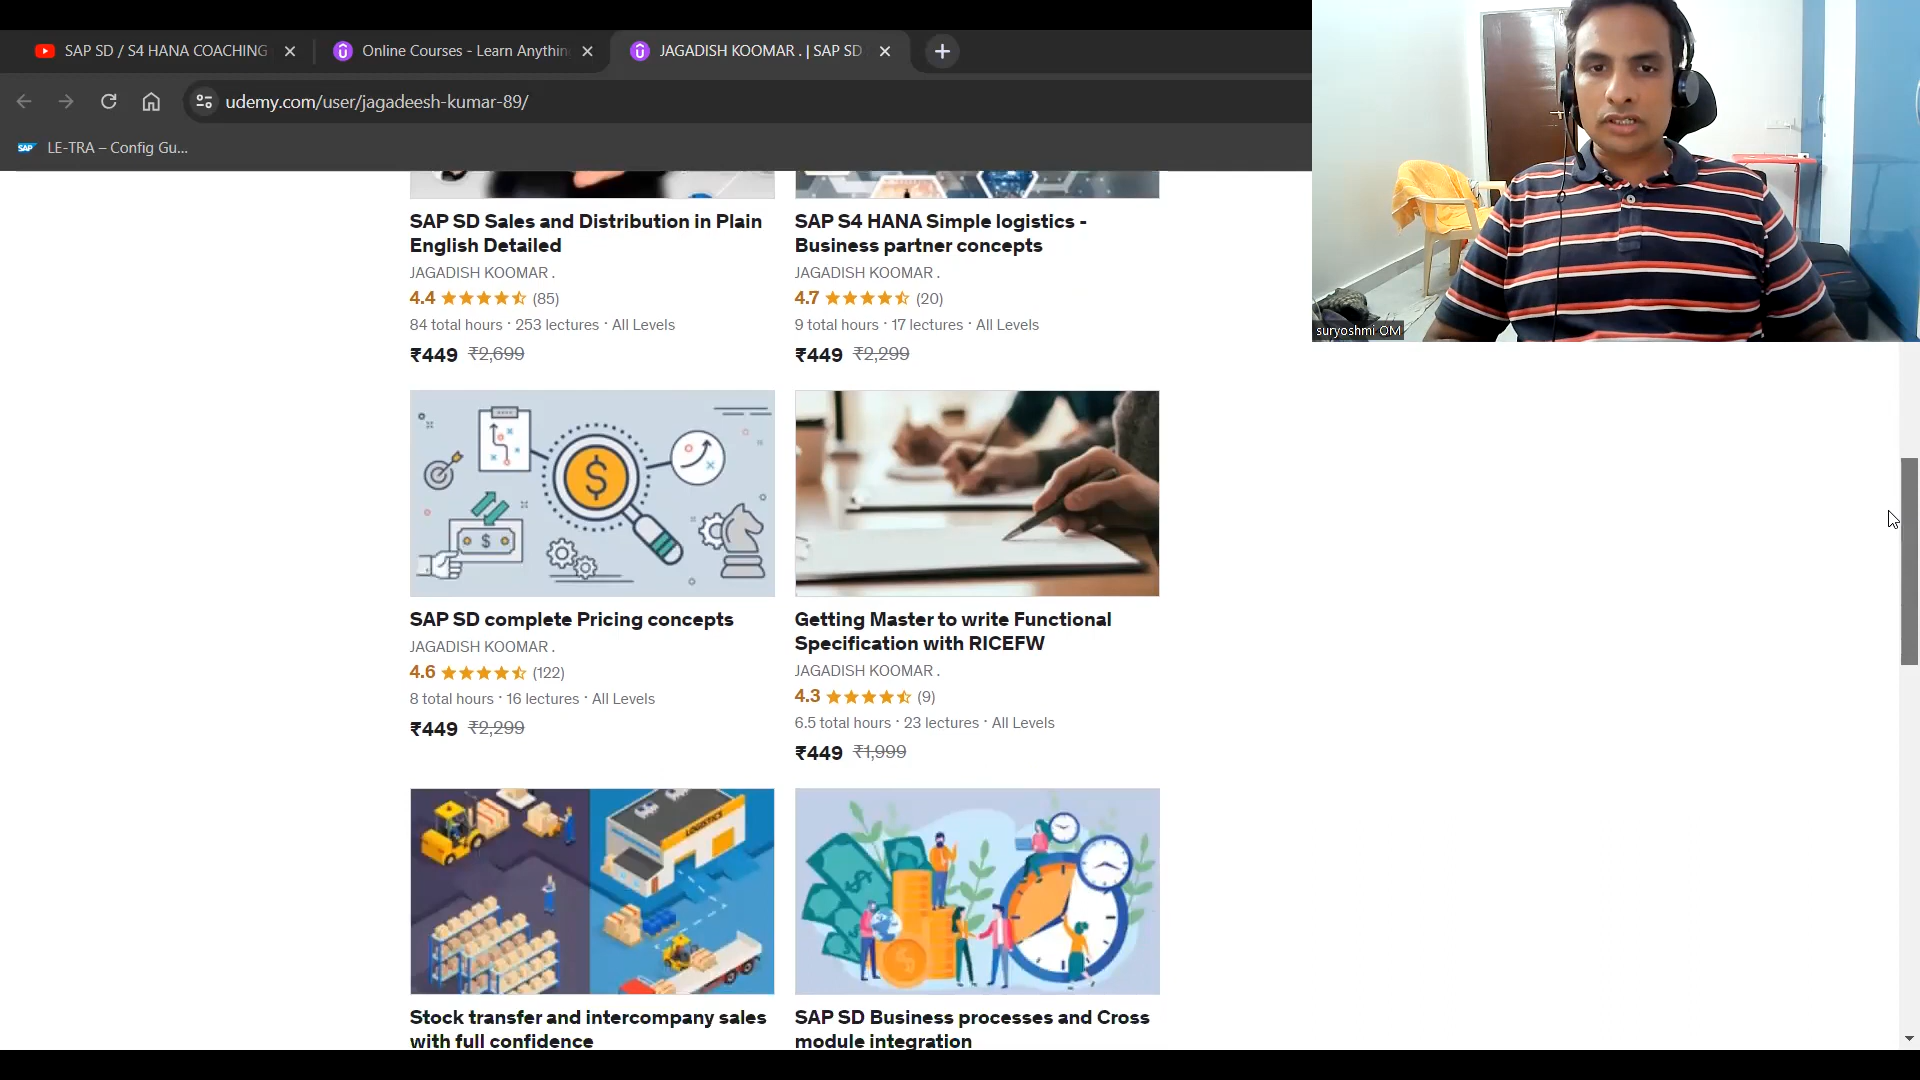 SAP SD / S4 HANA COACHING
Online Courses - Learn Anythin
JAGADISH KOOMAR . | SAP SD
udemy.com/user/jagadeesh-kumar-89/
SAP LE-TRA – Config Gu...
suryoshmi OM
SAP SD Sales and Distribution in Plain
English Detailed
JAGADISH KOOMAR .
4.4 (85)
84 total hours · 253 lectures · All Levels
₹449 ₹2,699
SAP S4 HANA Simple logistics -
Business partner concepts
JAGADISH KOOMAR .
4.7 (20)
9 total hours · 17 lectures · All Levels
₹449 ₹2,299
SAP SD complete Pricing concepts
JAGADISH KOOMAR .
4.6 (122)
8 total hours · 16 lectures · All Levels
₹449 ₹2,299
Getting Master to write Functional
Specification with RICEFW
JAGADISH KOOMAR .
4.3 (9)
6.5 total hours · 23 lectures · All Levels
₹449 ₹1,999
LOGISTICS
Stock transfer and intercompany sales
with full confidence
SAP SD Business processes and Cross
module integration